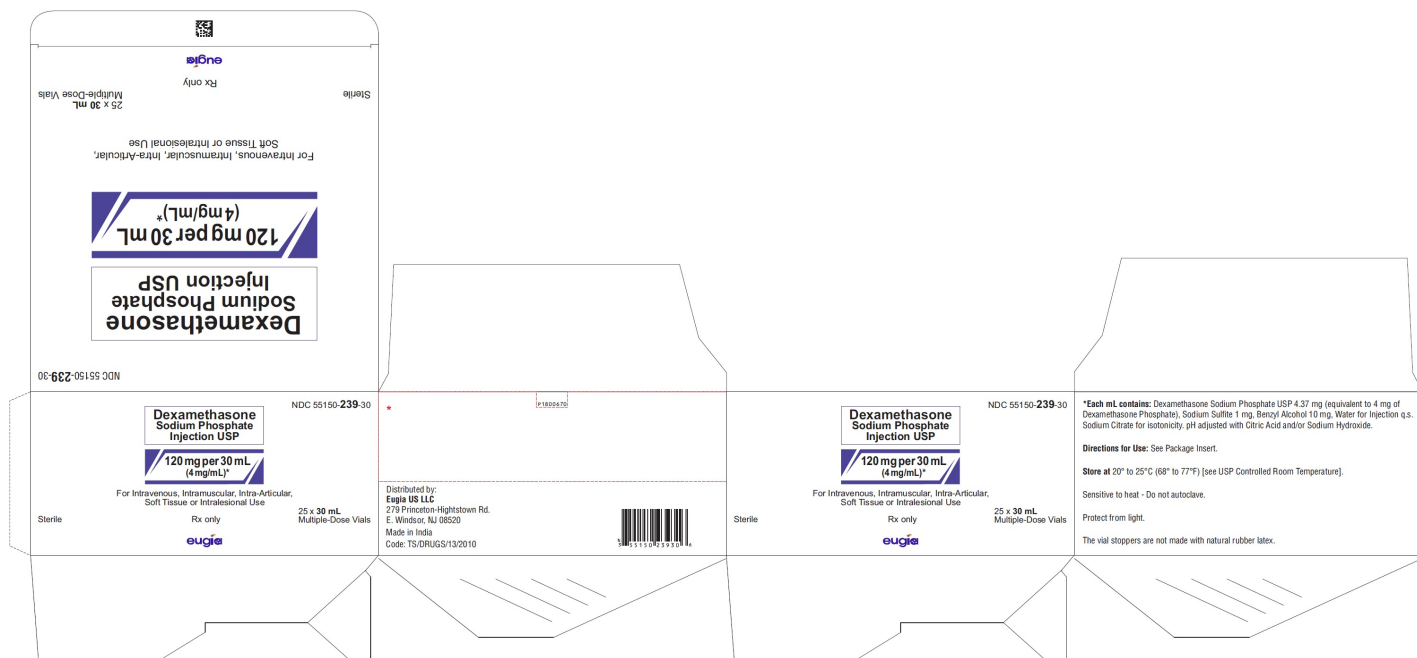 eugia
Rx only
Sterile
25 x 30 mL
Multiple-Dose Vials
For Intravenous, Intramuscular, Intra-Articular,
Soft Tissue or Intralesional Use
120 mg per 30 mL
(4 mg/mL)*
Dexamethasone
Sodium Phosphate
Injection USP
NDC 55150-239-30
NDC 55150-239-30
Dexamethasone
Sodium Phosphate
Injection USP
120 mg per 30 mL
(4 mg/mL)*
For Intravenous, Intramuscular, Intra-Articular,
Soft Tissue or Intralesional Use
25 x 30 mL
Sterile Rx only Multiple-Dose Vials
eugia
*
P1800670
Distributed by:
Eugia US LLC
279 Princeton-Hightstown Rd.
E. Windsor, NJ 08520
Made in India
Code: TS/DRUGS/13/2010
3 55150 23930 6
NDC 55150-239-30
Dexamethasone
Sodium Phosphate
Injection USP
120 mg per 30 mL
(4 mg/mL)*
For Intravenous, Intramuscular, Intra-Articular,
Soft Tissue or Intralesional Use
25 x 30 mL
Sterile Rx only Multiple-Dose Vials
eugia
*Each mL contains: Dexamethasone Sodium Phosphate USP 4.37 mg (equivalent to 4 mg of
Dexamethasone Phosphate), Sodium Sulfite 1 mg, Benzyl Alcohol 10 mg, Water for Injection q.s.
Sodium Citrate for isotonicity. pH adjusted with Citric Acid and/or Sodium Hydroxide.
Directions for Use: See Package Insert.
Store at 20° to 25°C (68° to 77°F) [see USP Controlled Room Temperature].
Sensitive to heat - Do not autoclave.
Protect from light.
The vial stoppers are not made with natural rubber latex.